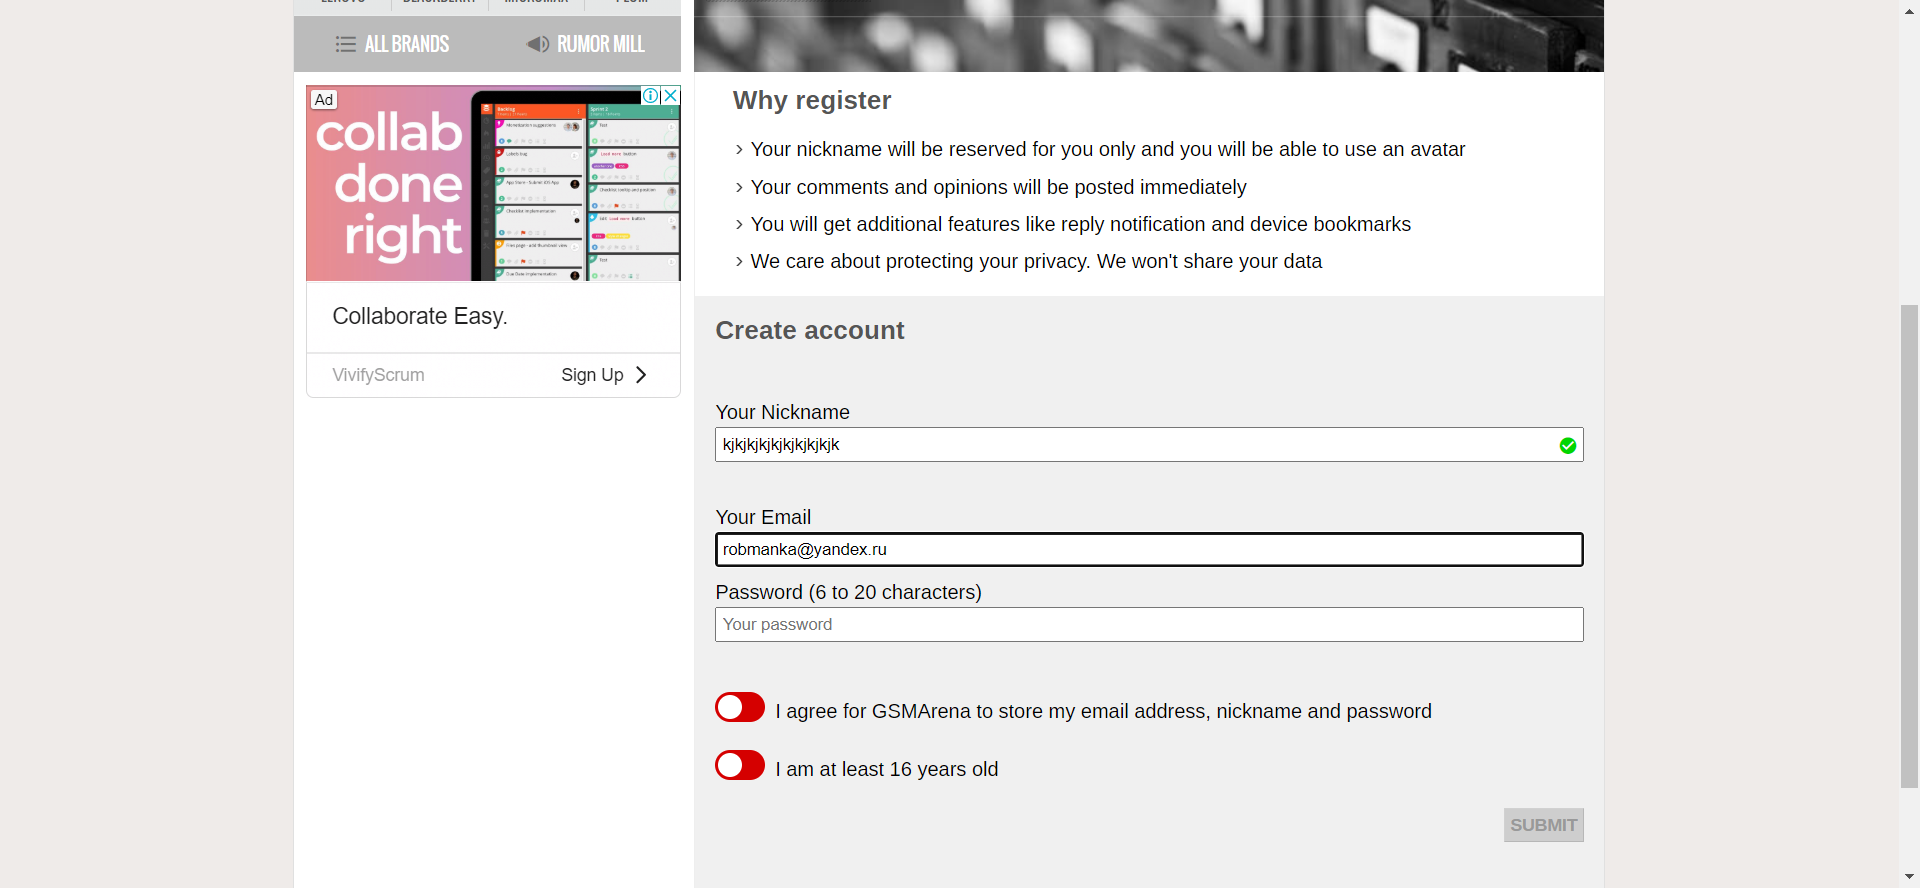 LENOVO BLACKBERRY MICROMAX PLUM
ALL BRANDS RUMOR MILL
Ad
collab
done
right
Collaborate Easy.
VivifyScrum Sign Up
Why register
Your nickname will be reserved for you only and you will be able to use an avatar
Your comments and opinions will be posted immediately
You will get additional features like reply notification and device bookmarks
We care about protecting your privacy. We won't share your data
Create account
Your Nickname
kjkjkjkjkjkjkjkjkjkjk
Your Email
robmanka@yandex.ru
Password (6 to 20 characters)
Your password
I agree for GSMArena to store my email address, nickname and password
I am at least 16 years old
SUBMIT